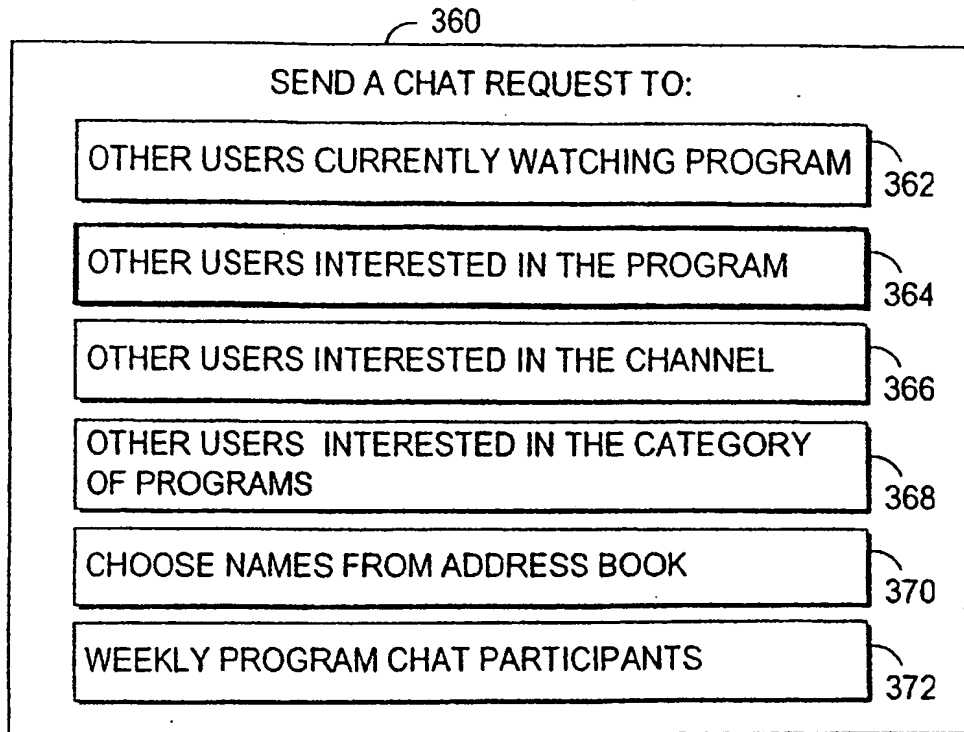 360
SEND A CHAT REQUEST TO:
OTHER USERS CURRENTLY WATCHING PROGRAM
362
OTHER USERS INTERESTED IN THE PROGRAM
364
OTHER USERS INTERESTED IN THE CHANNEL
366
OTHER USERS INTERESTED IN THE CATEGORY
OF PROGRAMS
368
CHOOSE NAMES FROM ADDRESS BOOK
370
WEEKLY PROGRAM CHAT PARTICIPANTS
372